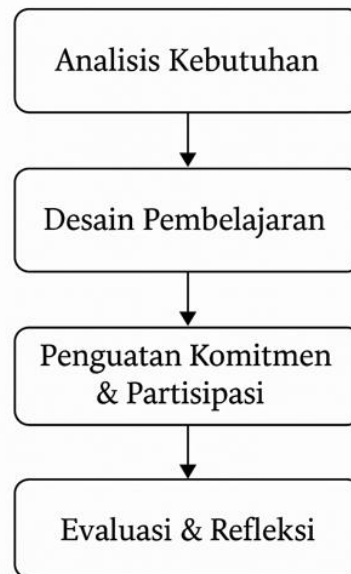 Analisis Kebutuhan
Desain Pembelajaran
Penguatan Komitmen
& Partisipasi
Evaluasi & Refleksi